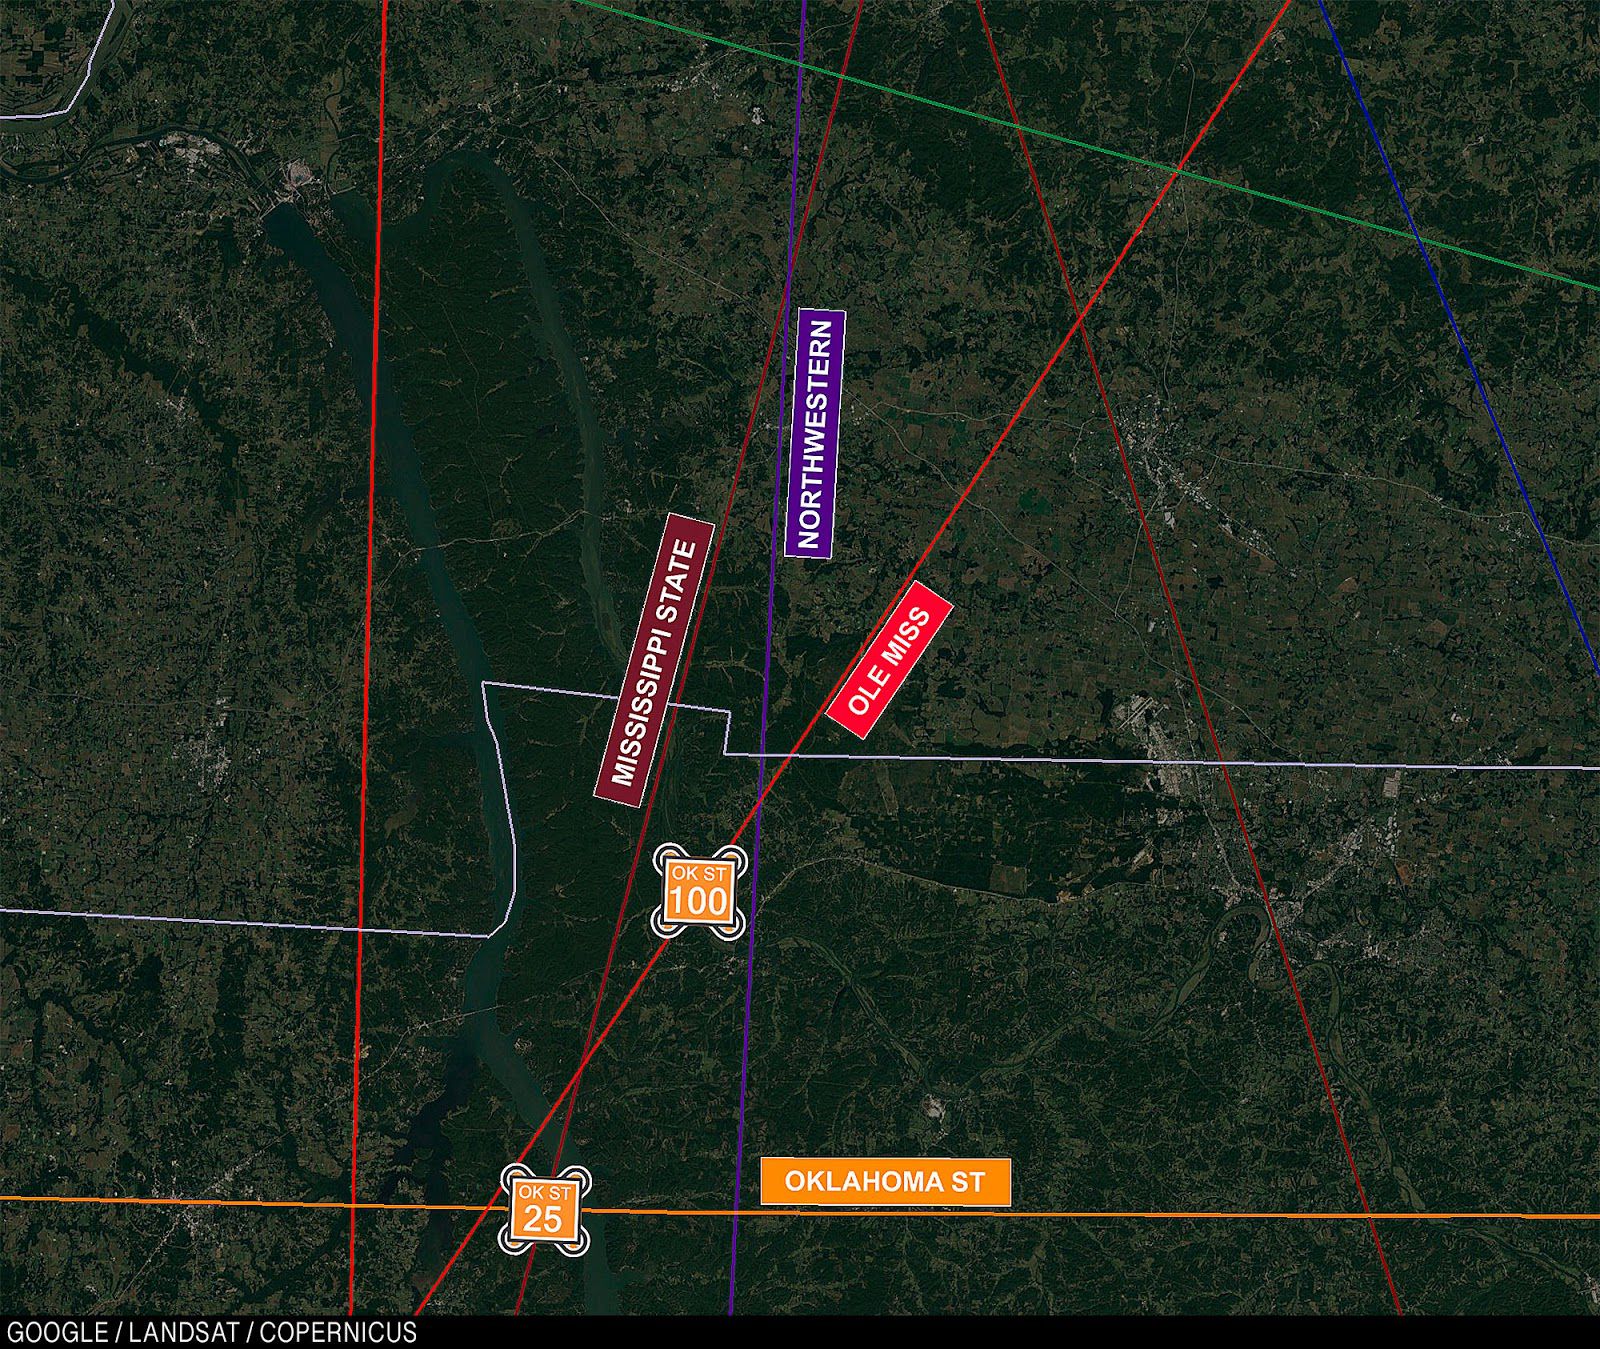 NORTHWESTERN
MISSISSIPPI STATE
OLE MISS
OK ST
100
OKLAHOMA ST
OK ST
25
GOOGLE / LANDSAT / COPERNICUS